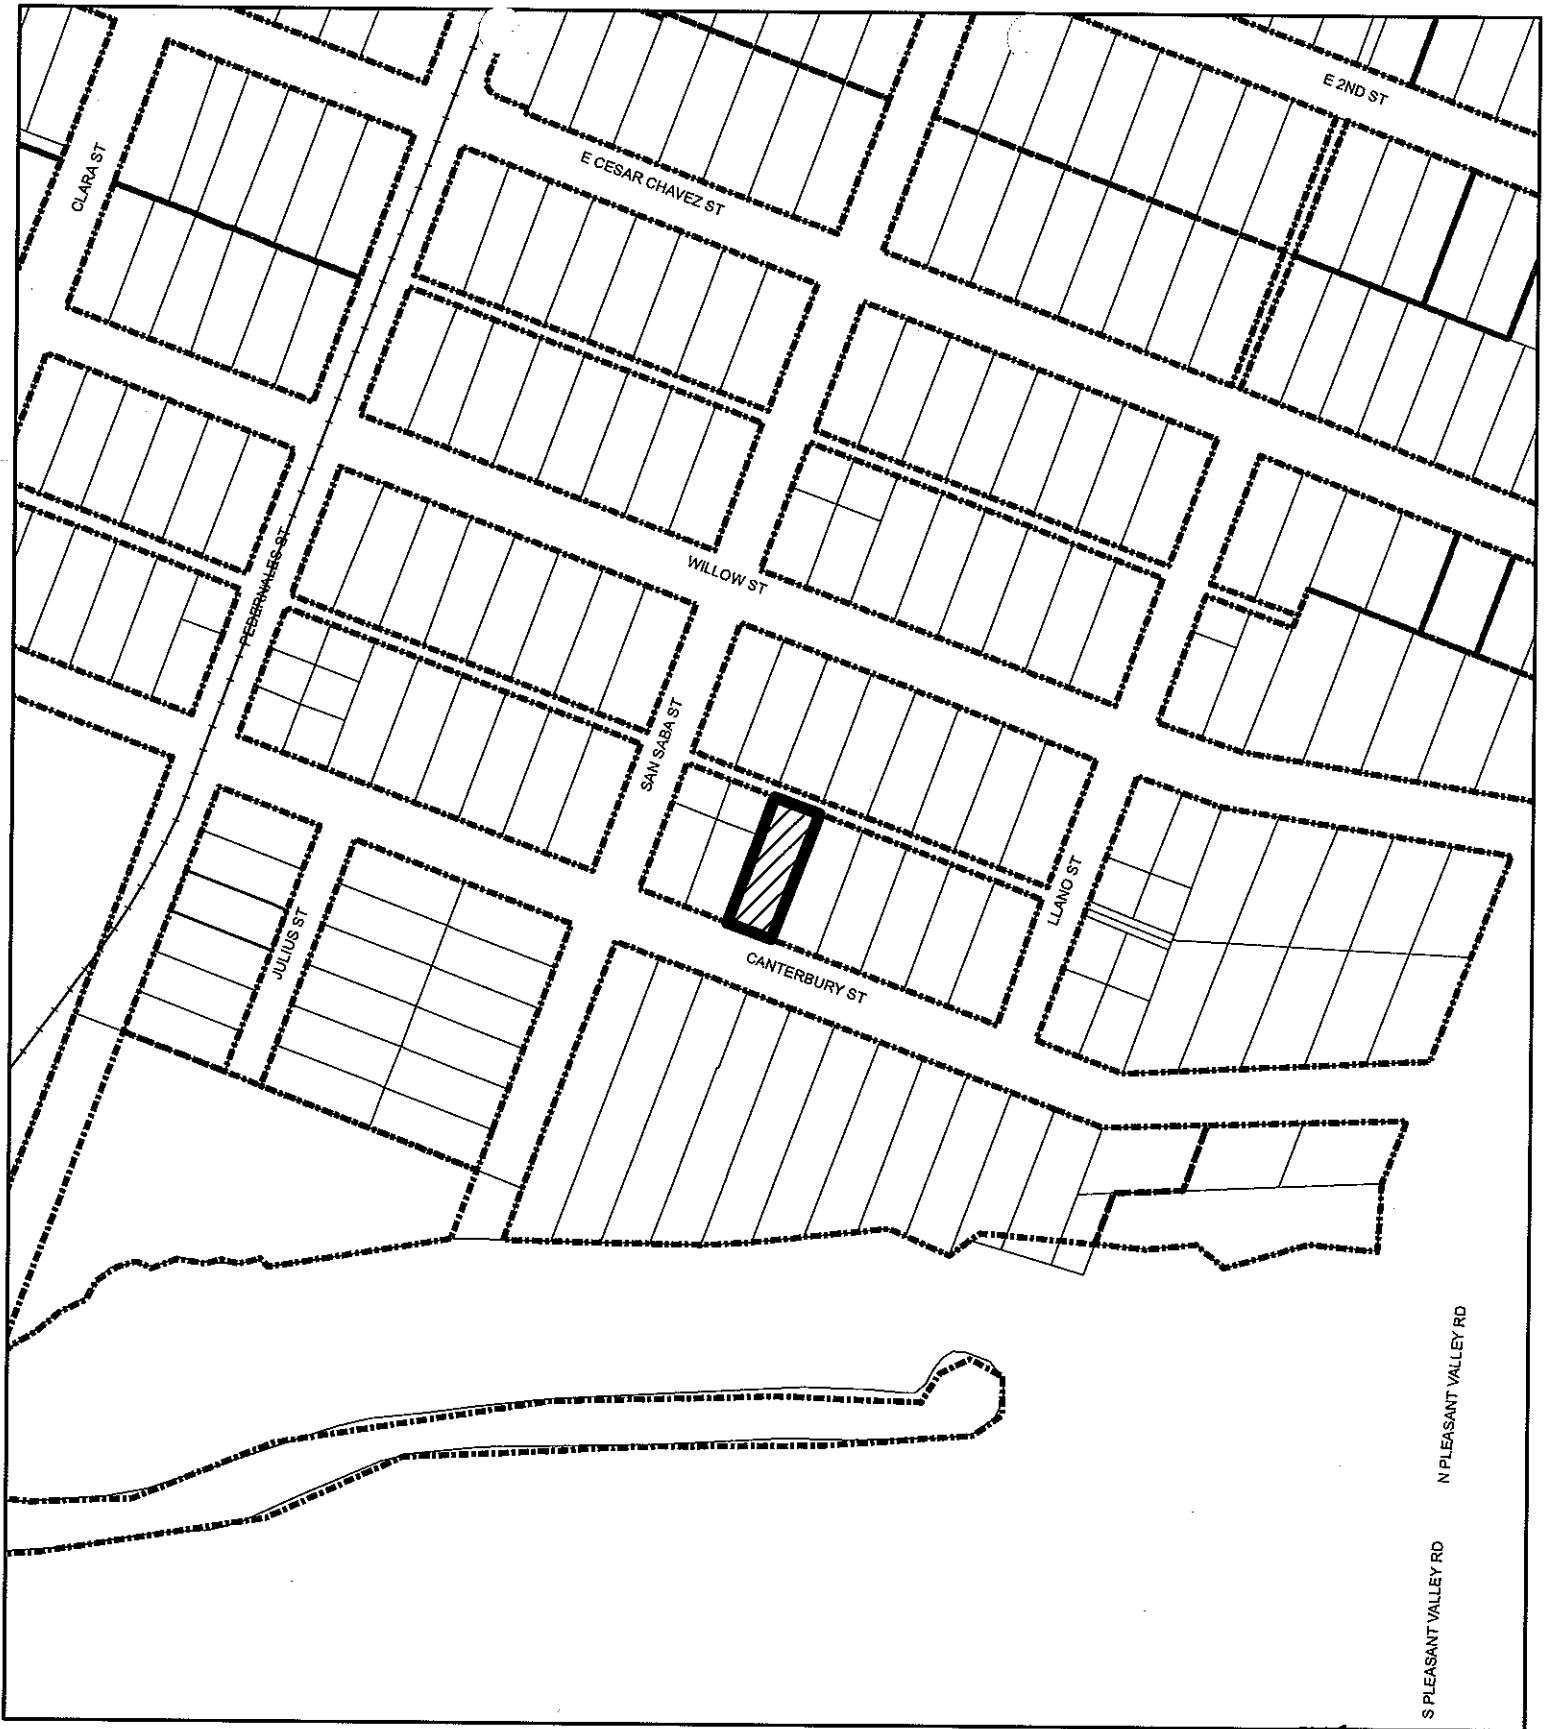 E 2ND ST
CLARA ST
E CESAR CHAVEZ ST
PEDERNALES ST
WILLOW ST
SAN SABA ST
LLANO ST
JULIUS ST
CANTERBURY ST
N PLEASANT VALLEY RD
S PLEASANT VALLEY RD